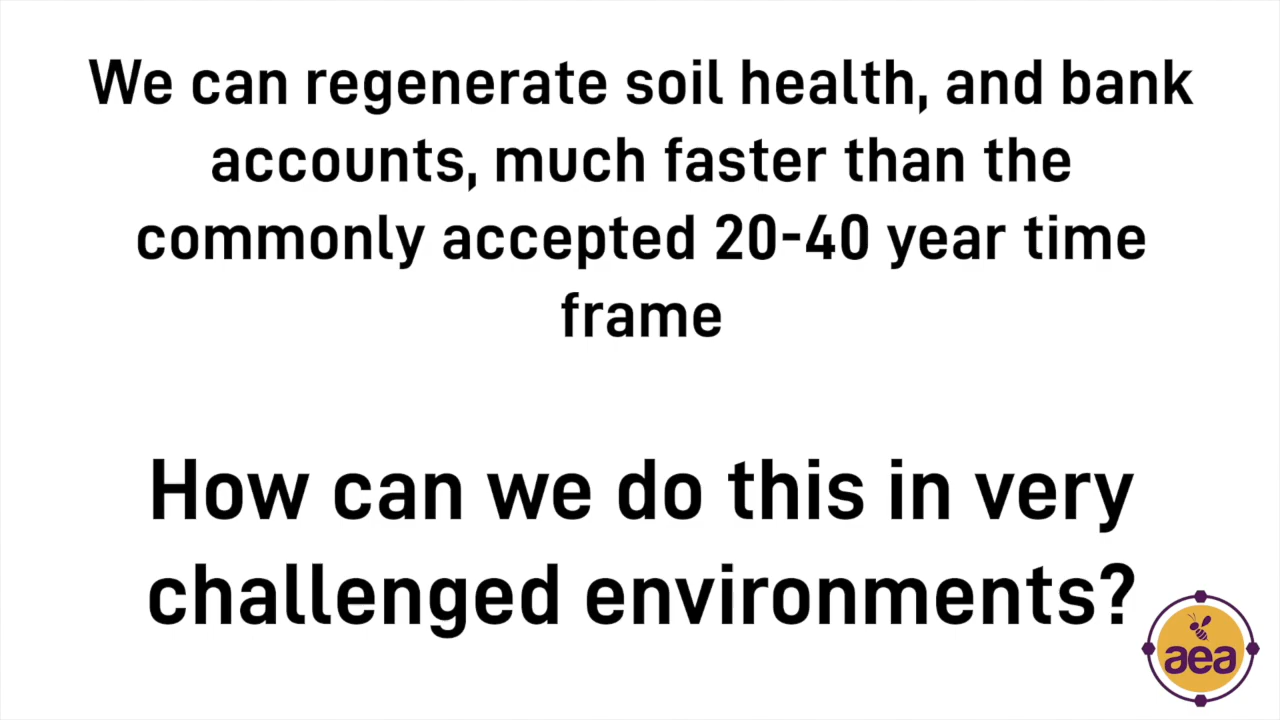 We can regenerate soil health, and bank
accounts, much faster than the
commonly accepted 20-40 year time
frame
How can we do this in very
challenged environments?
aea